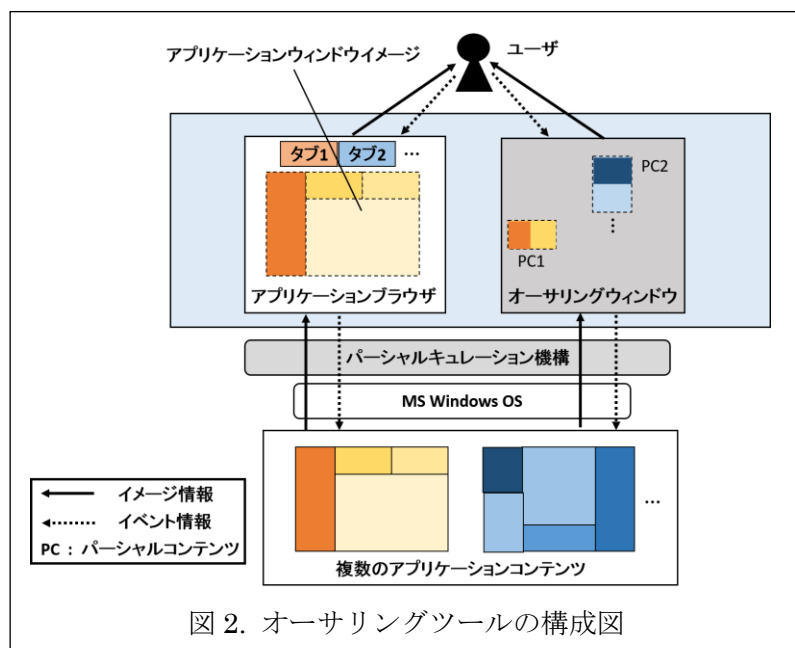 ユーザ
アプリケーションウィンドウイメージ
タブ1 タブ2 …
PC2
⋮
PC1
アプリケーションブラウザ
オーサリングウィンドウ
パーシャルキュレーション機構
MS Windows OS
…
複数のアプリケーションコンテンツ
イメージ情報
イベント情報
PC : パーシャルコンテンツ
図 2. オーサリングツールの構成図